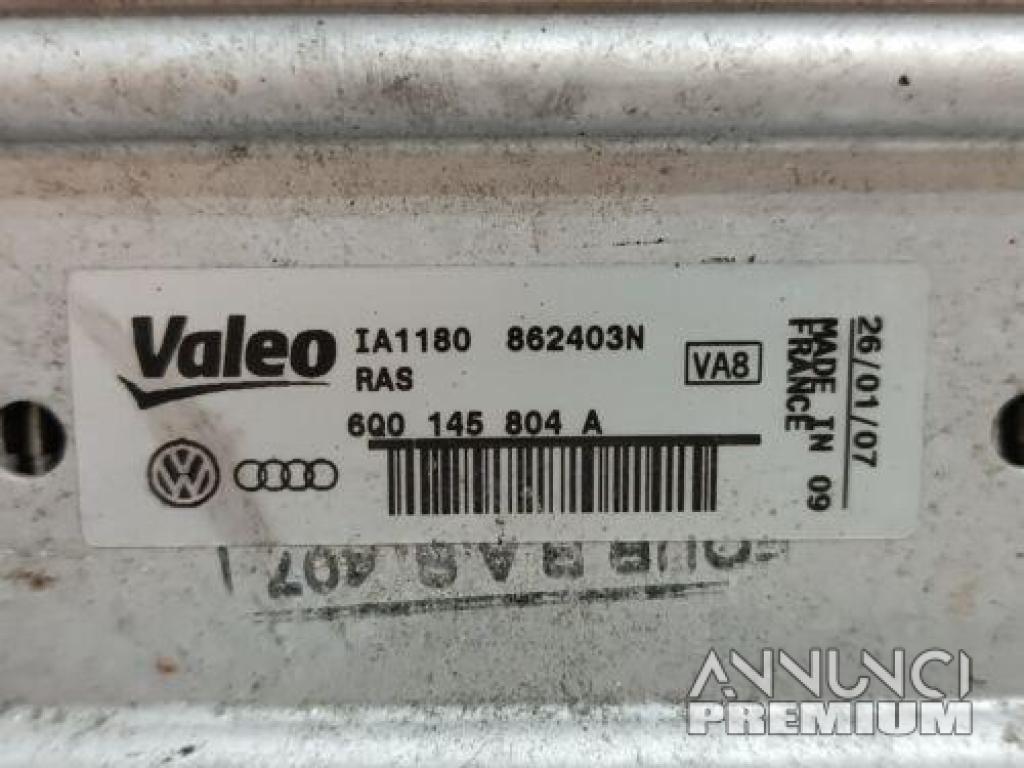 Valeo
IA1180 862403N
RAS
VA8
6Q0 145 804 A
MADE IN 09
FRANCE
26/01/07
ANNUNCI
PREMIUM